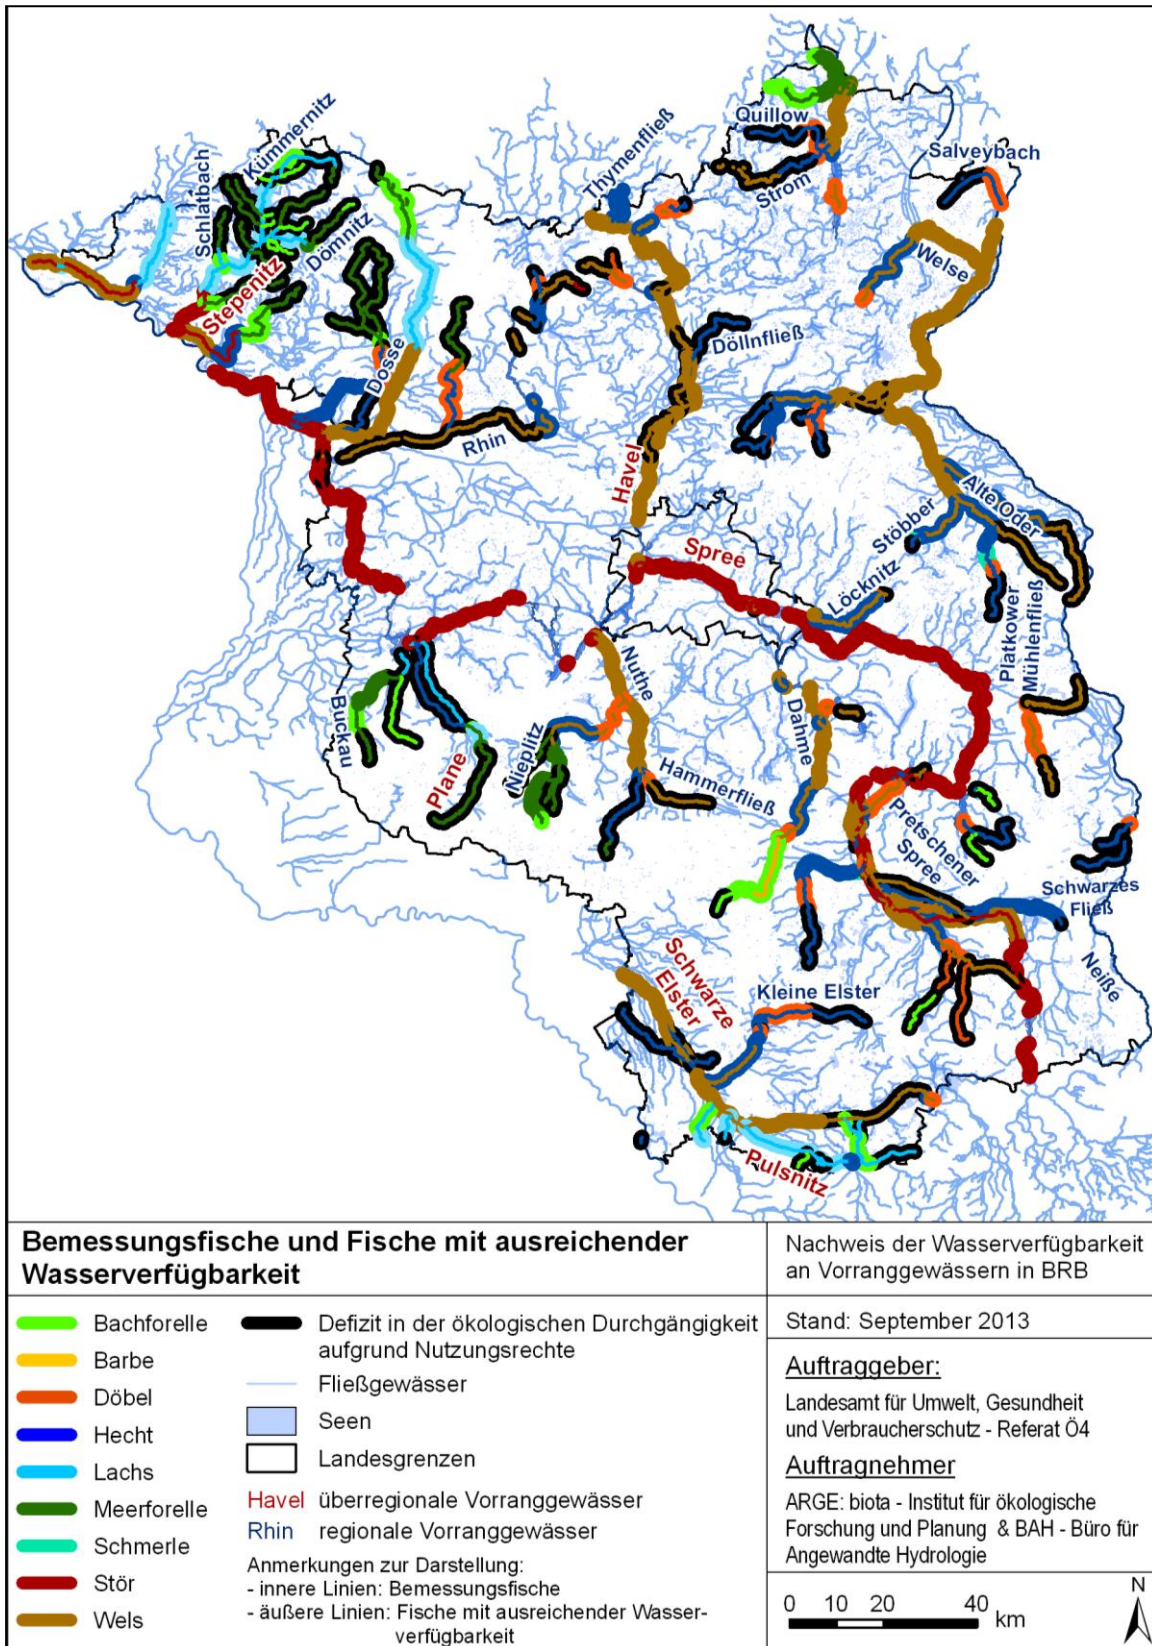 Quillow
Salveybach
Kümmernitz
Thymenfließ
Schlatbach
Strom
Dömnitz
Welse
Stepenitz
Döllnfließ
Dosse
Rhin
Havel
Alte Oder
Stöbber
Spree
Löcknitz
Platkower
Mühlenfließ
Nuthe
Buckau
Dahme
Nieplitz
Plane
Hammerfließ
Pretschener
Spree
Schwarzes
Fließ
Schwarze
Elster
Neiße
Kleine Elster
Pulsnitz
Bemessungsfische und Fische mit ausreichender
Wasserverfügbarkeit
Bachforelle
Barbe
Döbel
Hecht
Lachs
Meerforelle
Schmerle
Stör
Wels
Defizit in der ökologischen Durchgängigkeit
aufgrund Nutzungsrechte
Fließgewässer
Seen
Landesgrenzen
Havel überregionale Vorranggewässer
Rhin regionale Vorranggewässer
Anmerkungen zur Darstellung:
- innere Linien: Bemessungsfische
- äußere Linien: Fische mit ausreichender Wasser-
verfügbarkeit
Nachweis der Wasserverfügbarkeit
an Vorranggewässern in BRB
Stand: September 2013
Auftraggeber:
Landesamt für Umwelt, Gesundheit
und Verbraucherschutz - Referat Ö4
Auftragnehmer
ARGE: biota - Institut für ökologische
Forschung und Planung & BAH - Büro für
Angewandte Hydrologie
0 10 20 40
km
N